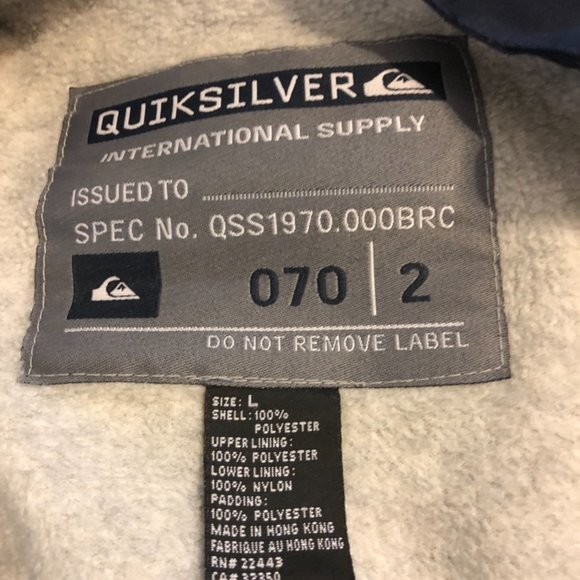 QUIKSILVER
INTERNATIONAL SUPPLY
ISSUED TO
SPEC No. QSS1970.000BRC
070 | 2
DO NOT REMOVE LABEL
SIZE: L
SHELL: 100%
POLYESTER
UPPER LINING:
100% POLYESTER
LOWER LINING:
100% NYLON
PADDING:
100% POLYESTER
MADE IN HONG KONG
FABRIQUE AU HONG KONG
RN# 22443
CA# 32350